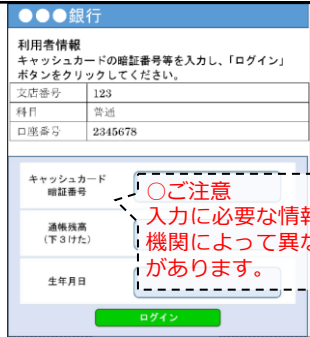 ●●●銀行
利用者情報
キャッシュカードの暗証番号等を入力し、「ログイン」
ボタンをクリックしてください。
支店番号 123
科目 普通
口座番号 2345678
キャッシュカード
暗証番号
通帳残高
(下3けた)
生年月日
○ご注意
入力に必要な情報
機関によって異な
があります。
ログイン